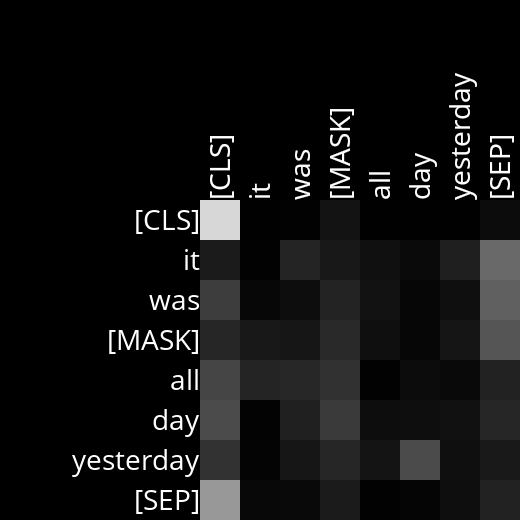 [CLS] it was [MASK] all day yesterday [SEP]
[CLS]
it
was
[MASK]
all
day
yesterday
[SEP]